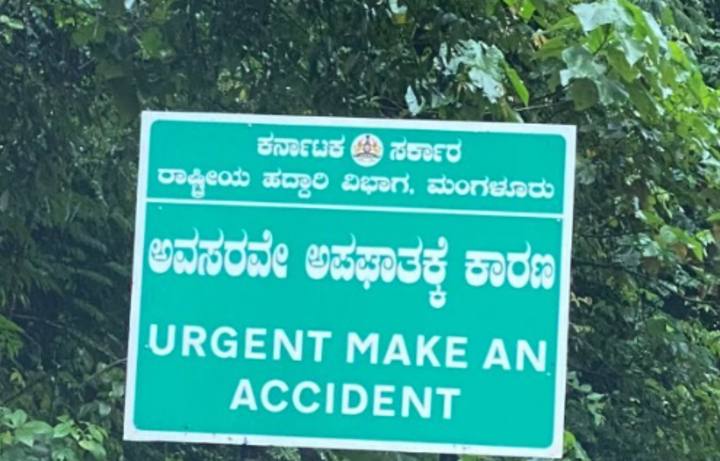 ಕರ್ನಾಟಕ ಸರ್ಕಾರ
ರಾಷ್ಟ್ರೀಯ ಹೆದ್ದಾರಿ ವಿಭಾಗ, ಮಂಗಳೂರು
ಅವಸರವೇ ಅಪಘಾತಕ್ಕೆ ಕಾರಣ
URGENT MAKE AN
ACCIDENT